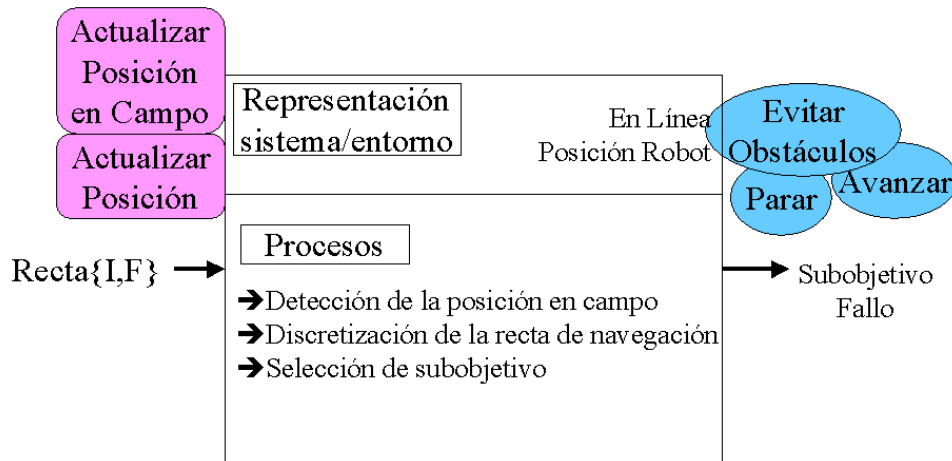 Actualizar
Posición
en Campo
Actualizar
Posición
Representación
sistema/entorno
En Línea
Posición Robot
Evitar
Obstáculos
Parar
Avanzar
Recta{I,F}
Procesos
➔Detección de la posición en campo
➔Discretización de la recta de navegación
➔Selección de subobjetivo
Subobjetivo
Fallo